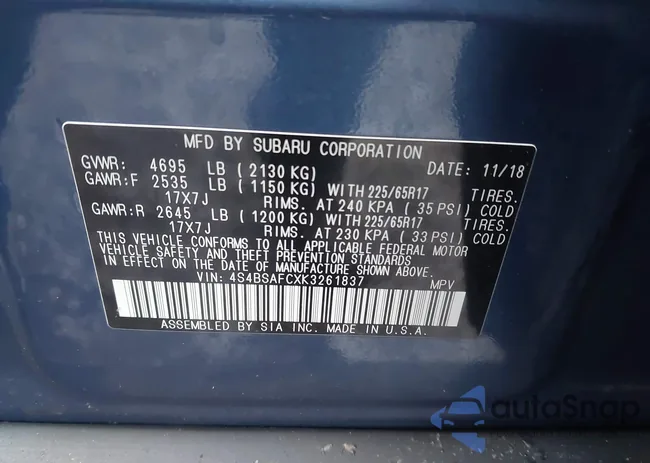 MFD BY SUBARU CORPORATION
GVWR: 4695 LB ( 2130 KG) DATE: 11/18
GAWR:F 2535 LB ( 1150 KG) WITH 225/65R17 TIRES.
17X7J RIMS. AT 240 KPA ( 35 PSI) COLD
GAWR:R 2645 LB ( 1200 KG) WITH 225/65R17 TIRES.
17X7J RIMS. AT 230 KPA ( 33 PSI) COLD
THIS VEHICLE CONFORMS TO ALL APPLICABLE FEDERAL MOTOR
VEHICLE SAFETY AND THEFT PREVENTION STANDARDS
IN EFFECT ON THE DATE OF MANUFACTURE SHOWN ABOVE.
VIN: 4S4BSAFCXK3261837 MPV
ASSEMBLED BY SIA INC. MADE IN U.S.A.
autoSnap